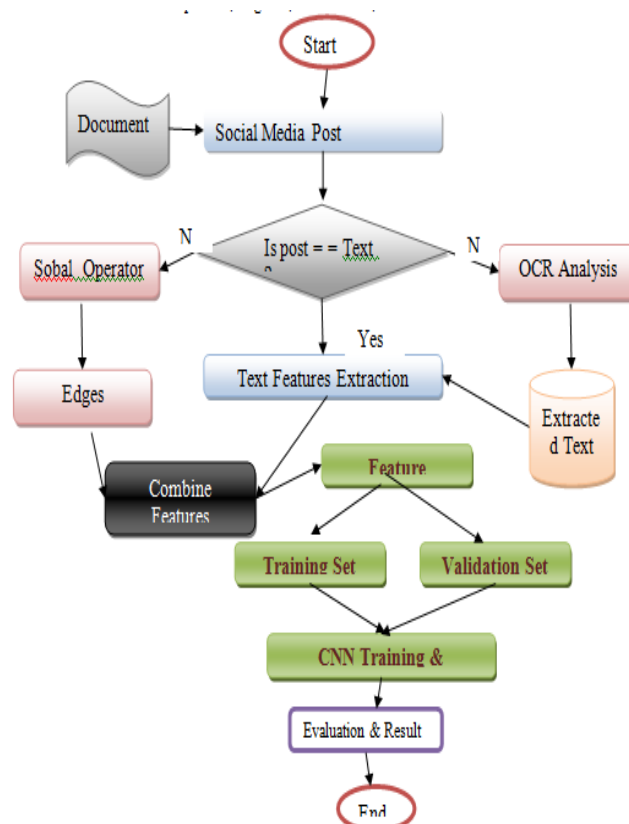 Start
Document
Social Media Post
N
Is post = = Text
?
N
Sobal Operator
OCR Analysis
Yes
Edges
Text Features Extraction
Extracte
d Text
Feature
Combine
Features
Training Set
Validation Set
CNN Training &
Evaluation & Result
End